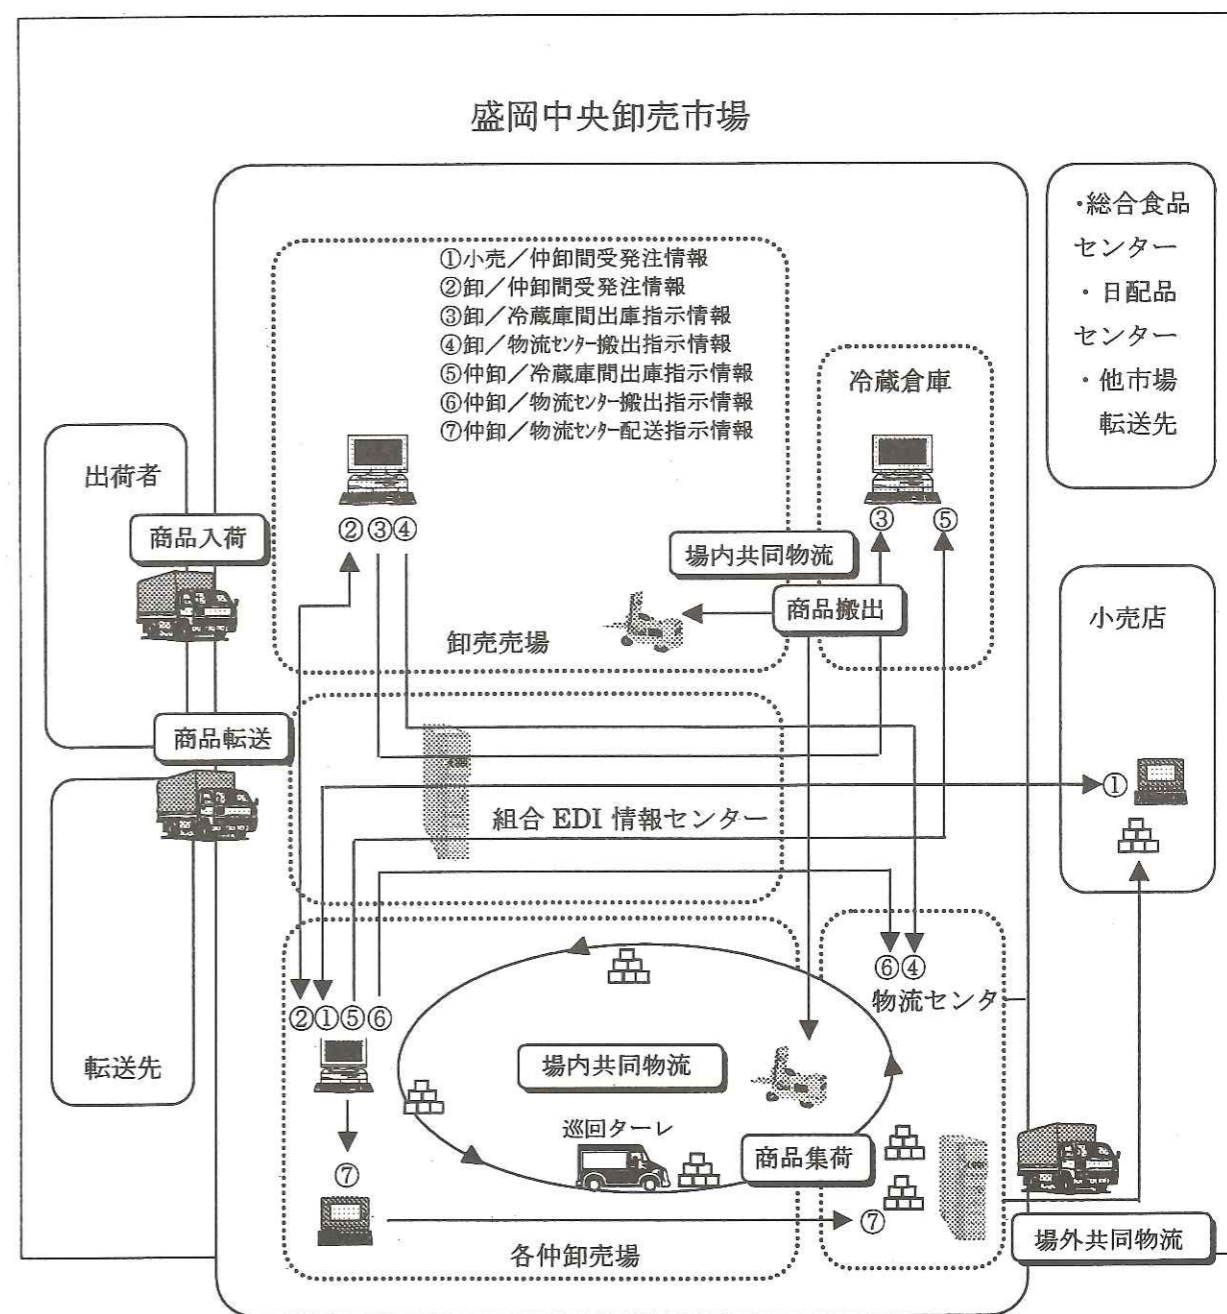 盛岡中央卸売市場
・総合食品
センター
・日配品
センター
・他市場
転送先
①小売／仲卸間受発注情報
②卸／仲卸間受発注情報
③卸／冷蔵庫間出庫指示情報
④卸／物流センター搬出指示情報
⑤仲卸／冷蔵庫間出庫指示情報
⑥仲卸／物流センター搬出指示情報
⑦仲卸／物流センター配送指示情報
冷蔵倉庫
出荷者
商品入荷
②③④
③ ⑤
場内共同物流
商品搬出
卸売売場
小売店
商品転送
①
組合 EDI 情報センター
⑥④
物流センタ
②①⑤⑥
転送先
場内共同物流
巡回ターレ
商品集荷
⑦
⑦
各仲卸売場
場外共同物流